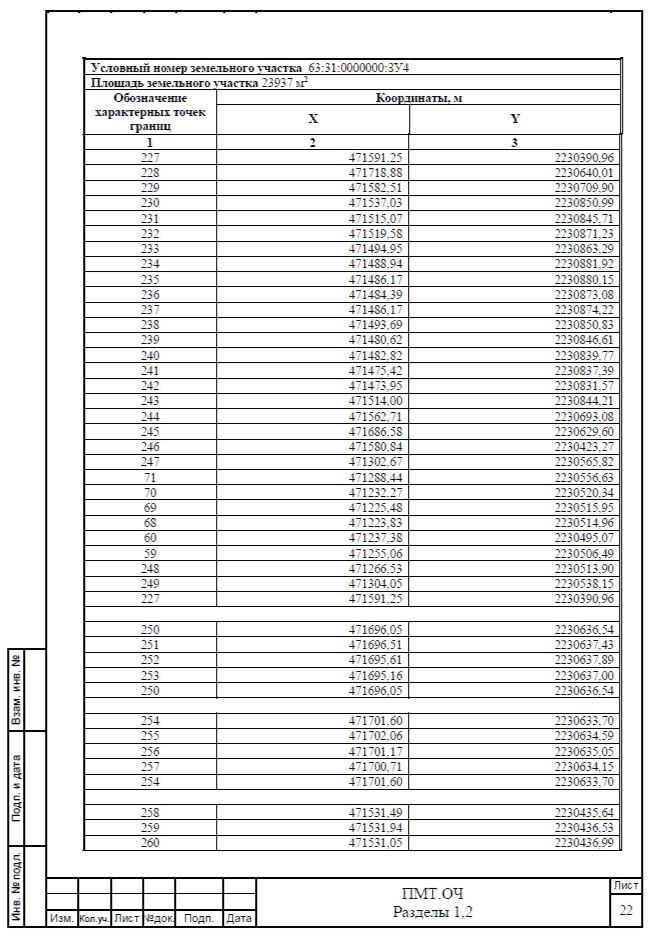 Условный номер земельного участка 63:31:0000000:ЗУ4
Площадь земельного участка 23937 м²
Обозначение характерных точек границ
Координаты, м
X Y
1 2 3
227 471591,25 2230390,96
228 471718,88 2230640,01
229 471582,51 2230709,90
230 471537,03 2230850,99
231 471515,07 2230845,71
232 471519,58 2230871,23
233 471494,95 2230863,29
234 471488,94 2230881,92
235 471486,17 2230880,15
236 471484,39 2230873,08
237 471486,17 2230874,22
238 471493,69 2230850,83
239 471480,62 2230846,61
240 471482,82 2230839,77
241 471475,42 2230837,39
242 471473,95 2230831,57
243 471514,00 2230844,21
244 471562,71 2230693,08
245 471686,58 2230629,60
246 471580,84 2230423,27
247 471302,67 2230565,82
71 471288,44 2230556,63
70 471232,27 2230520,34
69 471225,48 2230515,95
68 471223,83 2230514,96
60 471237,38 2230495,07
59 471255,06 2230506,49
248 471266,53 2230513,90
249 471304,05 2230538,15
227 471591,25 2230390,96
250 471696,05 2230636,54
251 471696,51 2230637,43
252 471695,61 2230637,89
253 471695,16 2230637,00
250 471696,05 2230636,54
254 471701,60 2230633,70
255 471702,06 2230634,59
256 471701,17 2230635,05
257 471700,71 2230634,15
254 471701,60 2230633,70
258 471531,49 2230435,64
259 471531,94 2230436,53
260 471531,05 2230436,99
Взам. инв. №
Подп. и дата
Инв. № подл.
Изм. Кол.уч. Лист №док. Подп. Дата
ПМТ.ОЧ
Разделы 1,2
Лист
22